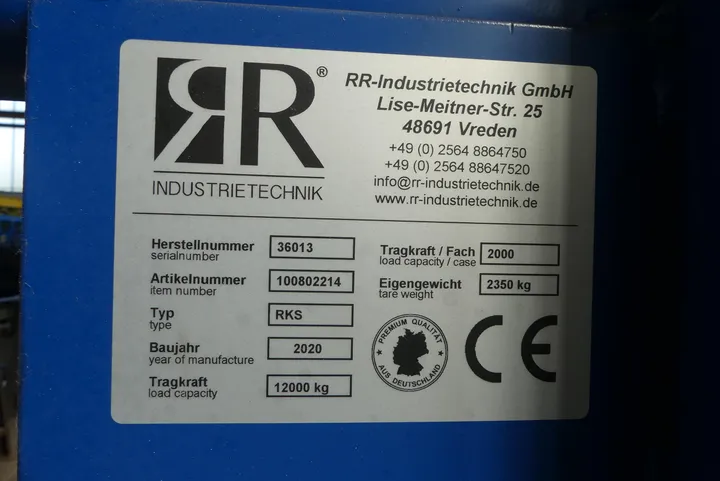 RR®
INDUSTRIETECHNIK
RR-Industrietechnik GmbH
Lise-Meitner-Str. 25
48691 Vreden
+49 (0) 2564 8864750
+49 (0) 2564 88647520
info@rr-industrietechnik.de
www.rr-industrietechnik.de
Herstellnummer 36013
serialnumber
Artikelnummer 100802214
item number
Typ RKS
type
Baujahr 2020
year of manufacture
Tragkraft 12000 kg
load capacity
Tragkraft / Fach 2000
load capacity / case
Eigengewicht 2350 kg
tare weight
PREMIUM QUALITÄT
★ AUS DEUTSCHLAND ★
CE